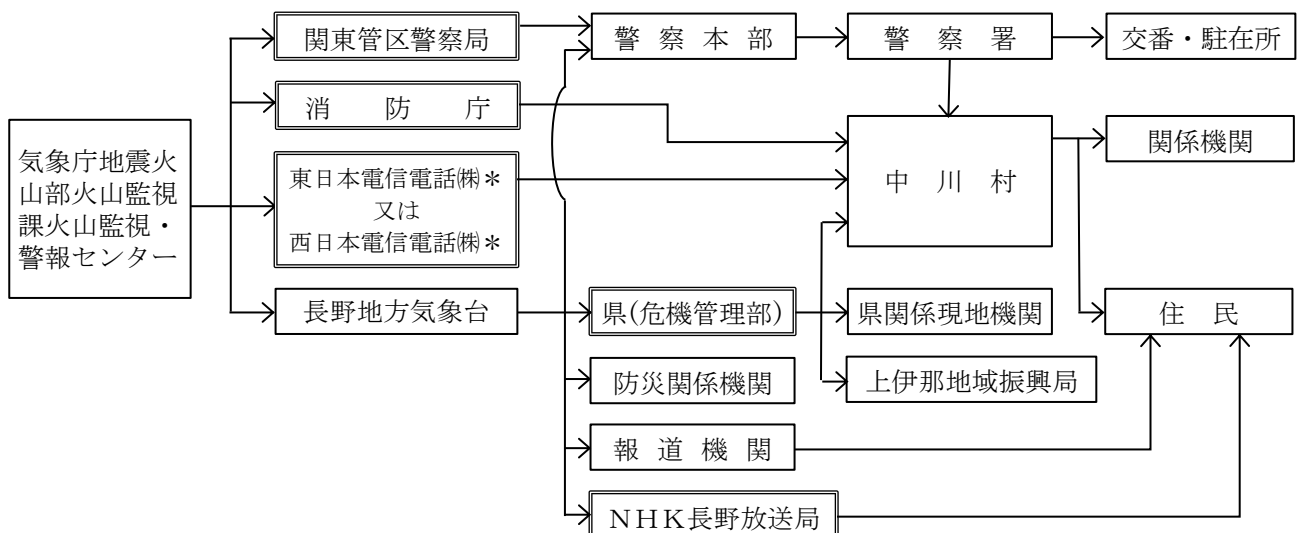 関東管区警察局
警察本部
警察署
交番・駐在所
消防庁
気象庁地震火
山部火山監視
課火山監視・
警報センター
東日本電信電話㈱＊
又は
西日本電信電話㈱＊
中川村
関係機関
長野地方気象台
県(危機管理部)
県関係現地機関
住民
防災関係機関
上伊那地域振興局
報道機関
ＮＨＫ長野放送局